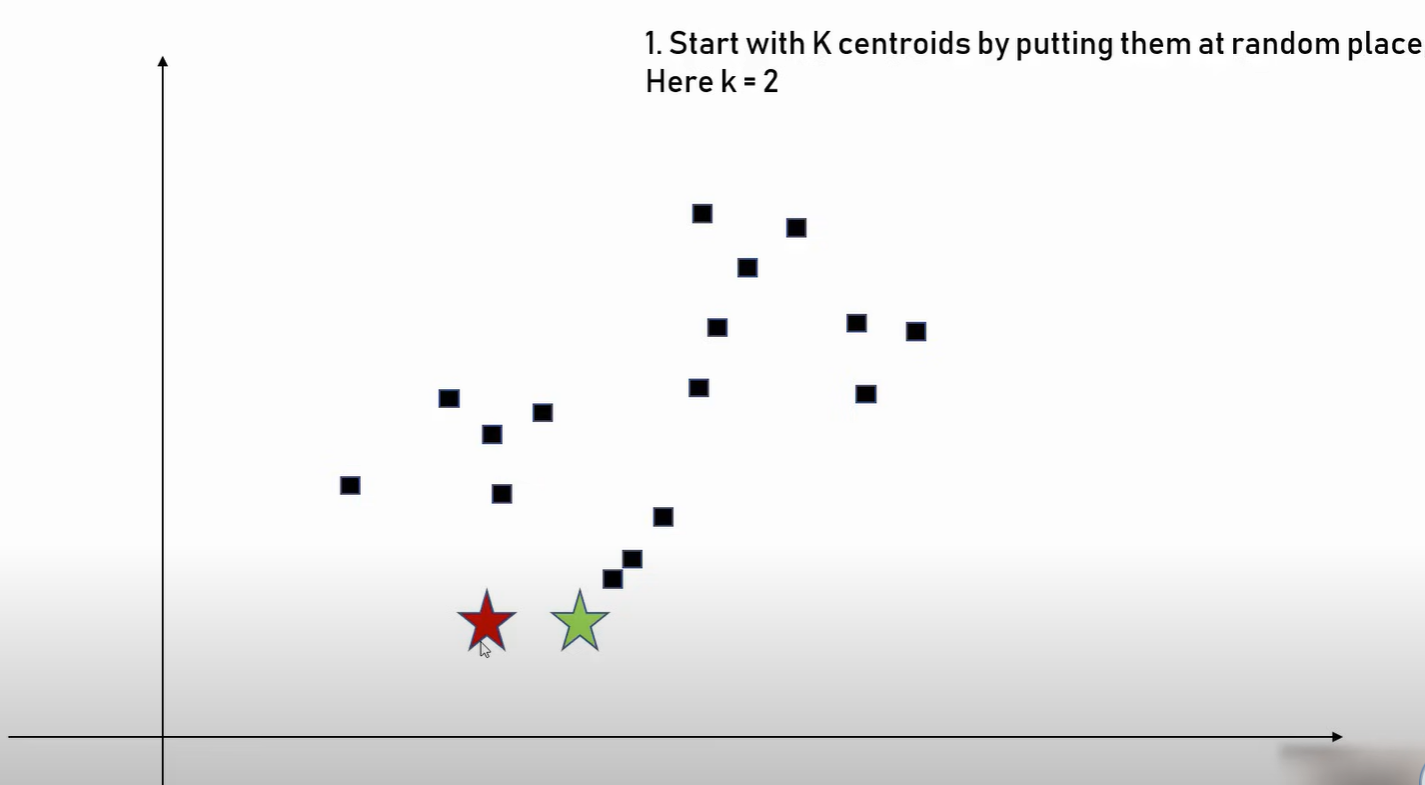 1. Start with K centroids by putting them at random place
Here k = 2